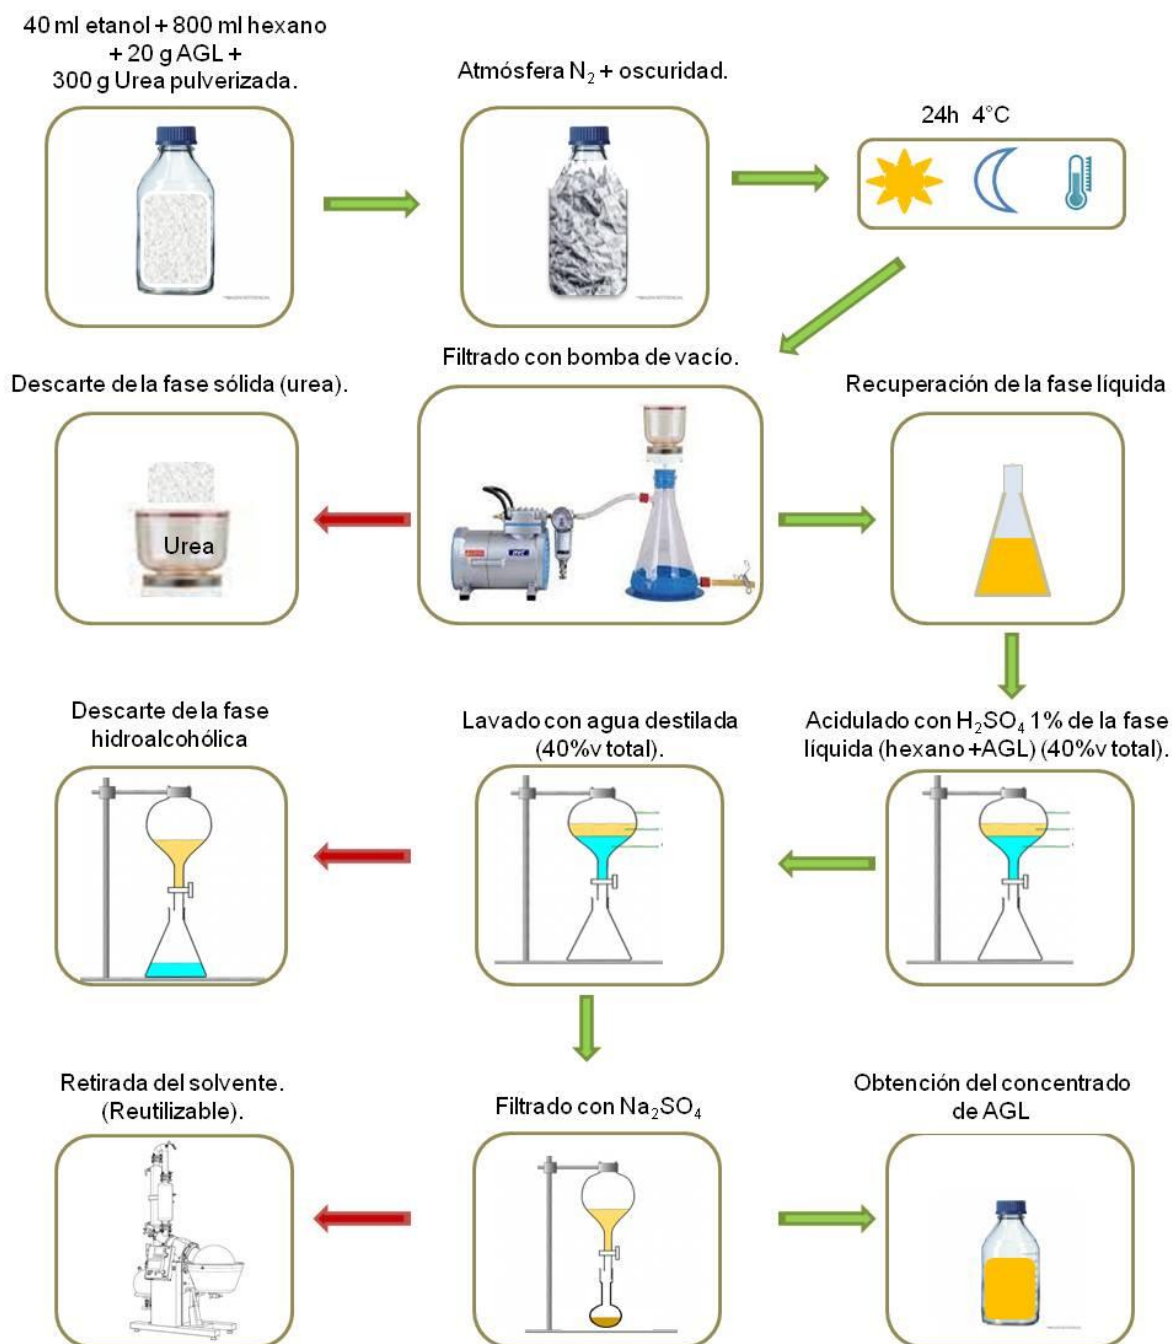 40 ml etanol + 800 ml hexano
+ 20 g AGL +
300 g Urea pulverizada.
Atmósfera N₂ + oscuridad.
24h 4°C
Filtrado con bomba de vacío.
Descarte de la fase sólida (urea).
Recuperación de la fase líquida
Urea
Descarte de la fase
hidroalcohólica
Lavado con agua destilada
(40%v total).
Acidulado con H₂SO₄ 1% de la fase
líquida (hexano +AGL) (40%v total).
Retirada del solvente.
(Reutilizable).
Filtrado con Na₂SO₄
Obtención del concentrado
de AGL